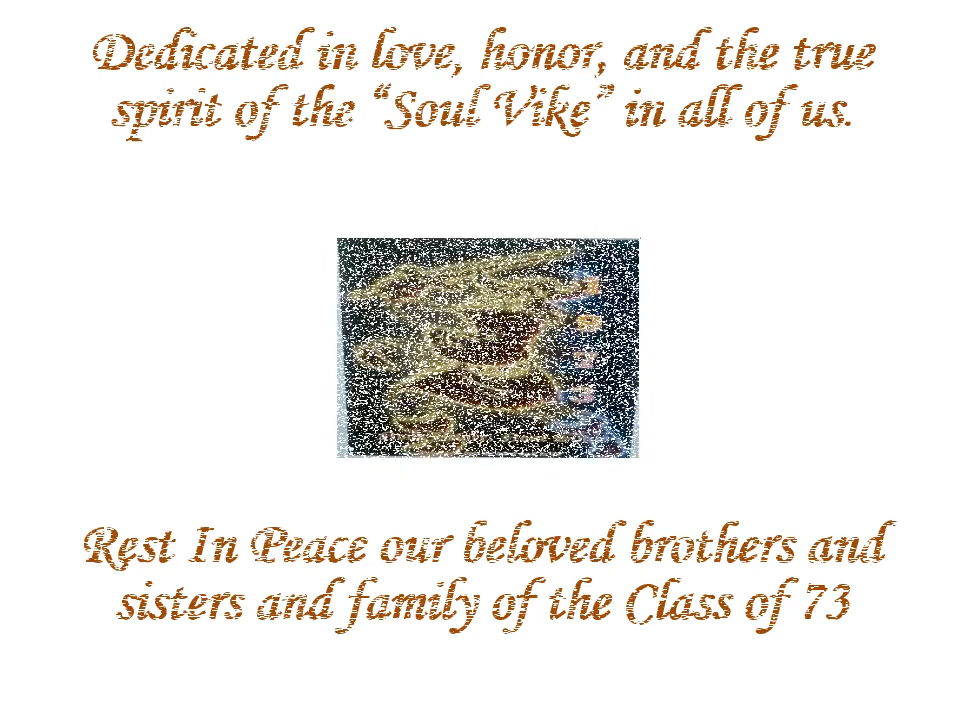 Dedicated in love, honor, and the true
spirit of the “Soul Vike” in all of us.
Rest In Peace our beloved brothers and
sisters and family of the Class of 73